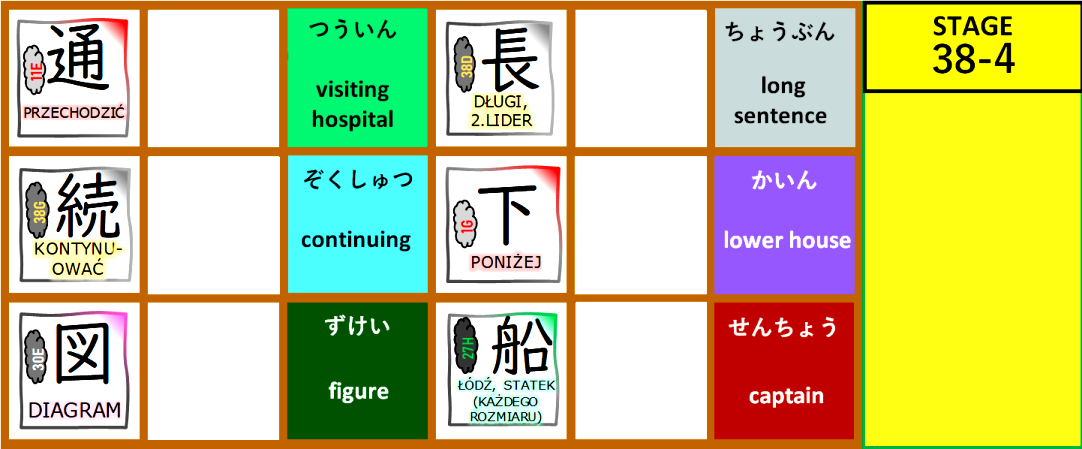 通
11E
PRZECHODZIĆ
つういん
visiting
hospital
長
38D
DŁUGI,
2.LIDER
ちょうぶん
long
sentence
STAGE
38-4
続
38G
KONTYNU-
OWAĆ
ぞくしゅつ
continuing
下
1G
PONIŻEJ
かいん
lower house
図
30E
DIAGRAM
ずけい
figure
船
27H
ŁÓDŹ, STATEK
(KAŻDEGO
ROZMIARU)
せんちょう
captain